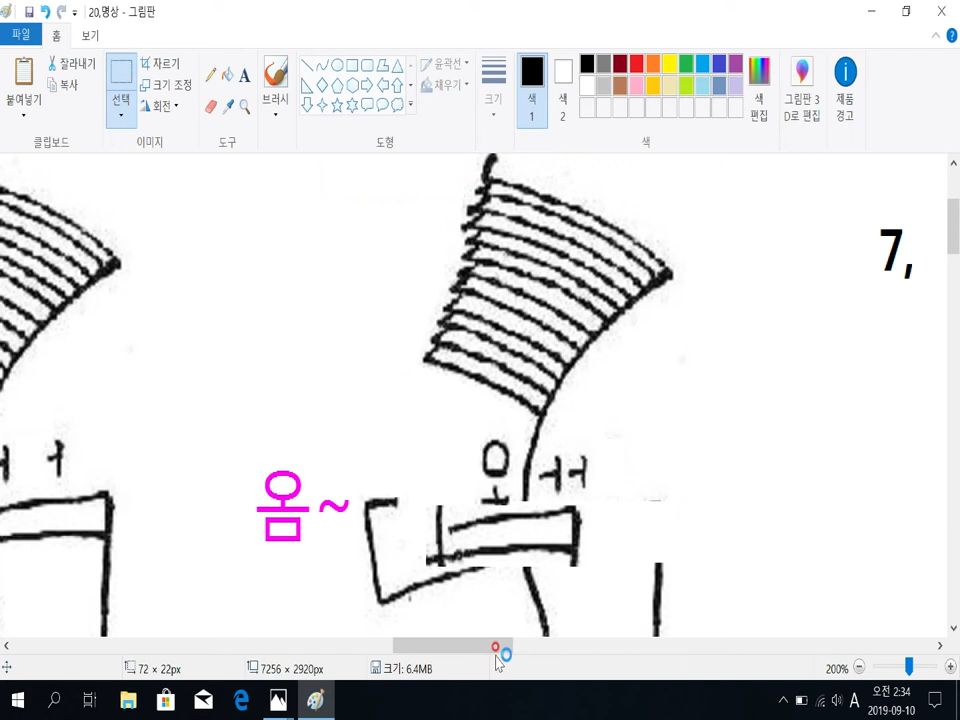 20,명상 - 그림판
파일 홈 보기
붙여넣기
잘라내기
복사
클립보드
선택
자르기
크기 조정
회전
이미지
A
도구
브러시
윤곽선
채우기
도형
크기
색
1
색
2
색
편집
색
그림판 3
D로 편집
제품
경고
7,
옴~
72 × 22px
7256 × 2920px
크기: 6.4MB
200%
A
오전 2:34
2019-09-10